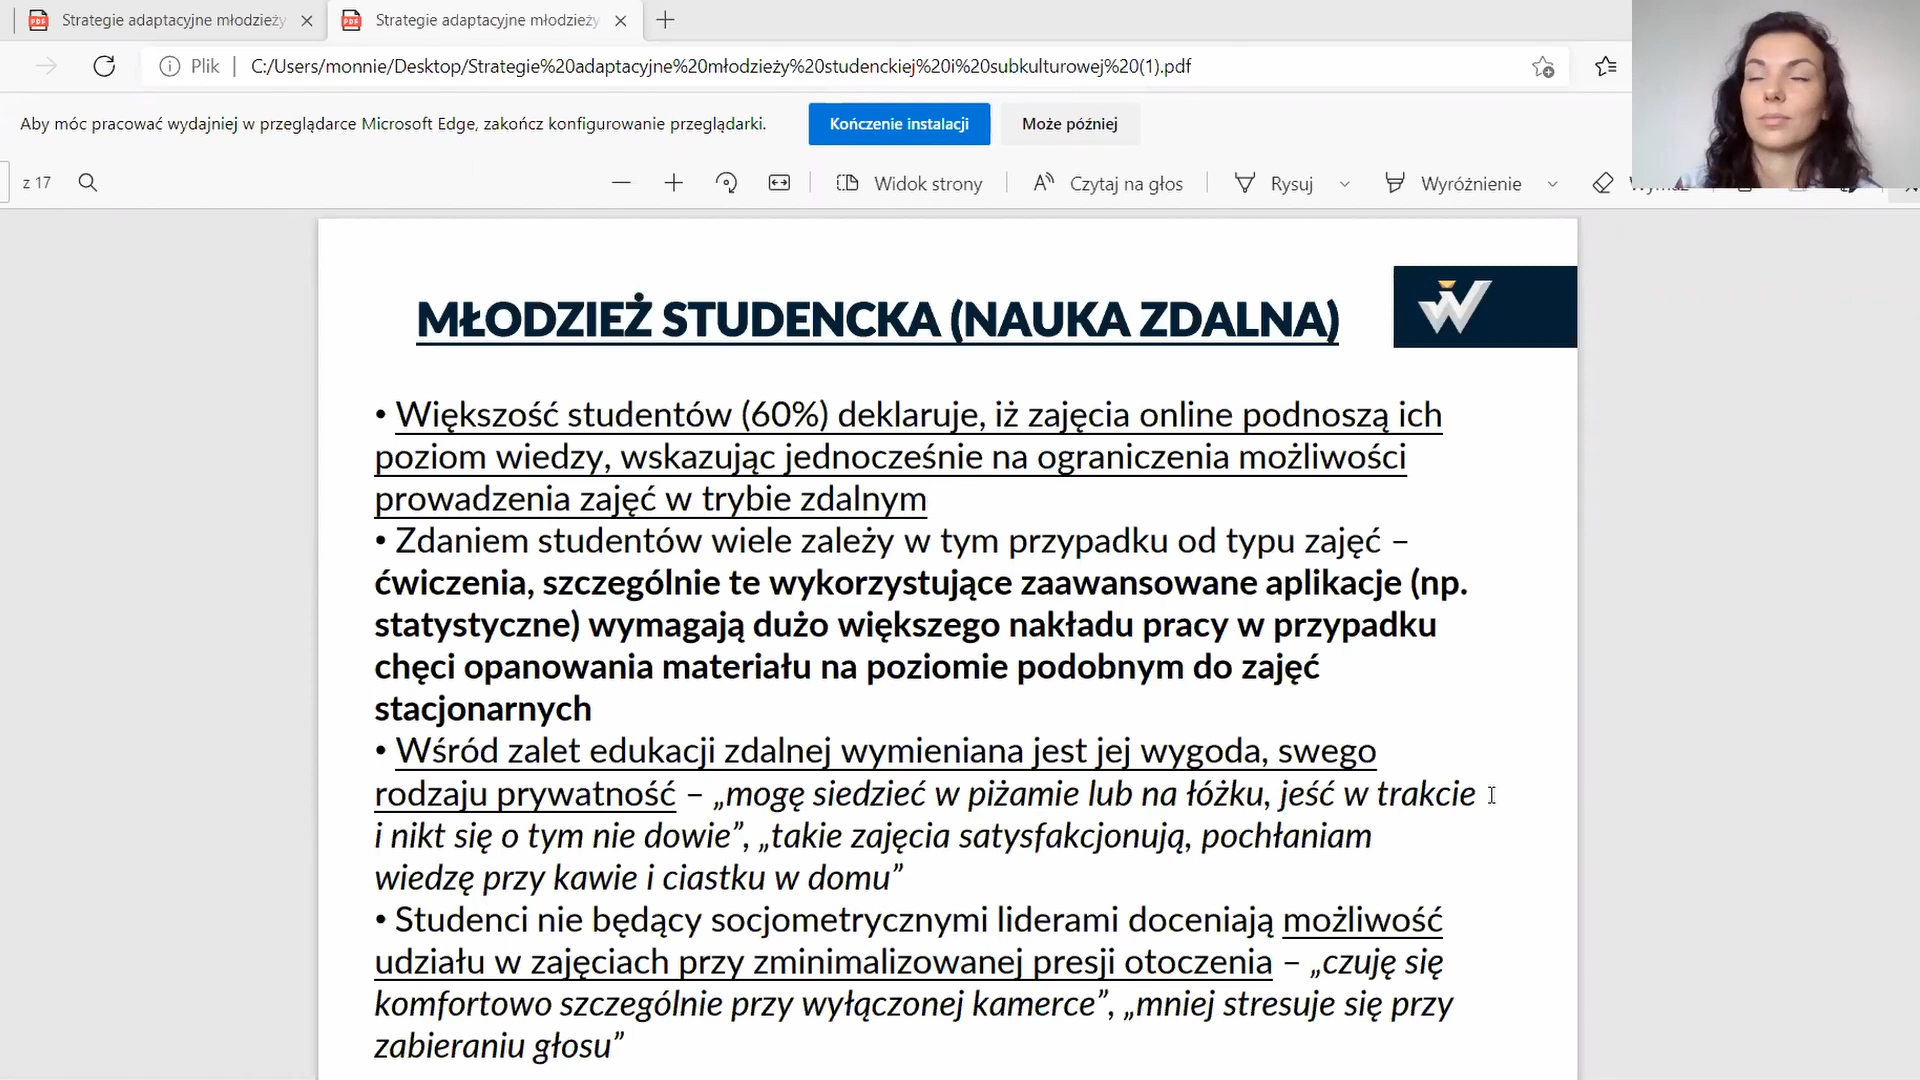 Strategie adaptacyjne młodzieży
Strategie adaptacyjne młodzieży
Plik
C:/Users/monnie/Desktop/Strategie%20adaptacyjne%20młodzieży%20studenckiej%20i%20subkulturowej%20(1).pdf
Aby móc pracować wydajniej w przeglądarce Microsoft Edge, zakończ konfigurowanie przeglądarki.
Kończenie instalacji
Może później
z 17
Widok strony
Czytaj na głos
Rysuj
Wyróżnienie
MŁODZIEŻ STUDENCKA (NAUKA ZDALNA)
• Większość studentów (60%) deklaruje, iż zajęcia online podnoszą ich
poziom wiedzy, wskazując jednocześnie na ograniczenia możliwości
prowadzenia zajęć w trybie zdalnym
• Zdaniem studentów wiele zależy w tym przypadku od typu zajęć –
ćwiczenia, szczególnie te wykorzystujące zaawansowane aplikacje (np.
statystyczne) wymagają dużo większego nakładu pracy w przypadku
chęci opanowania materiału na poziomie podobnym do zajęć
stacjonarnych
• Wśród zalet edukacji zdalnej wymieniana jest jej wygoda, swego
rodzaju prywatność – „mogę siedzieć w piżamie lub na łóżku, jeść w trakcie
i nikt się o tym nie dowie”, „takie zajęcia satysfakcjonują, pochłaniam
wiedzę przy kawie i ciastku w domu”
• Studenci nie będący socjometrycznymi liderami doceniają możliwość
udziału w zajęciach przy zminimalizowanej presji otoczenia – „czuję się
komfortowo szczególnie przy wyłączonej kamerce”, „mniej stresuje się przy
zabieraniu głosu”